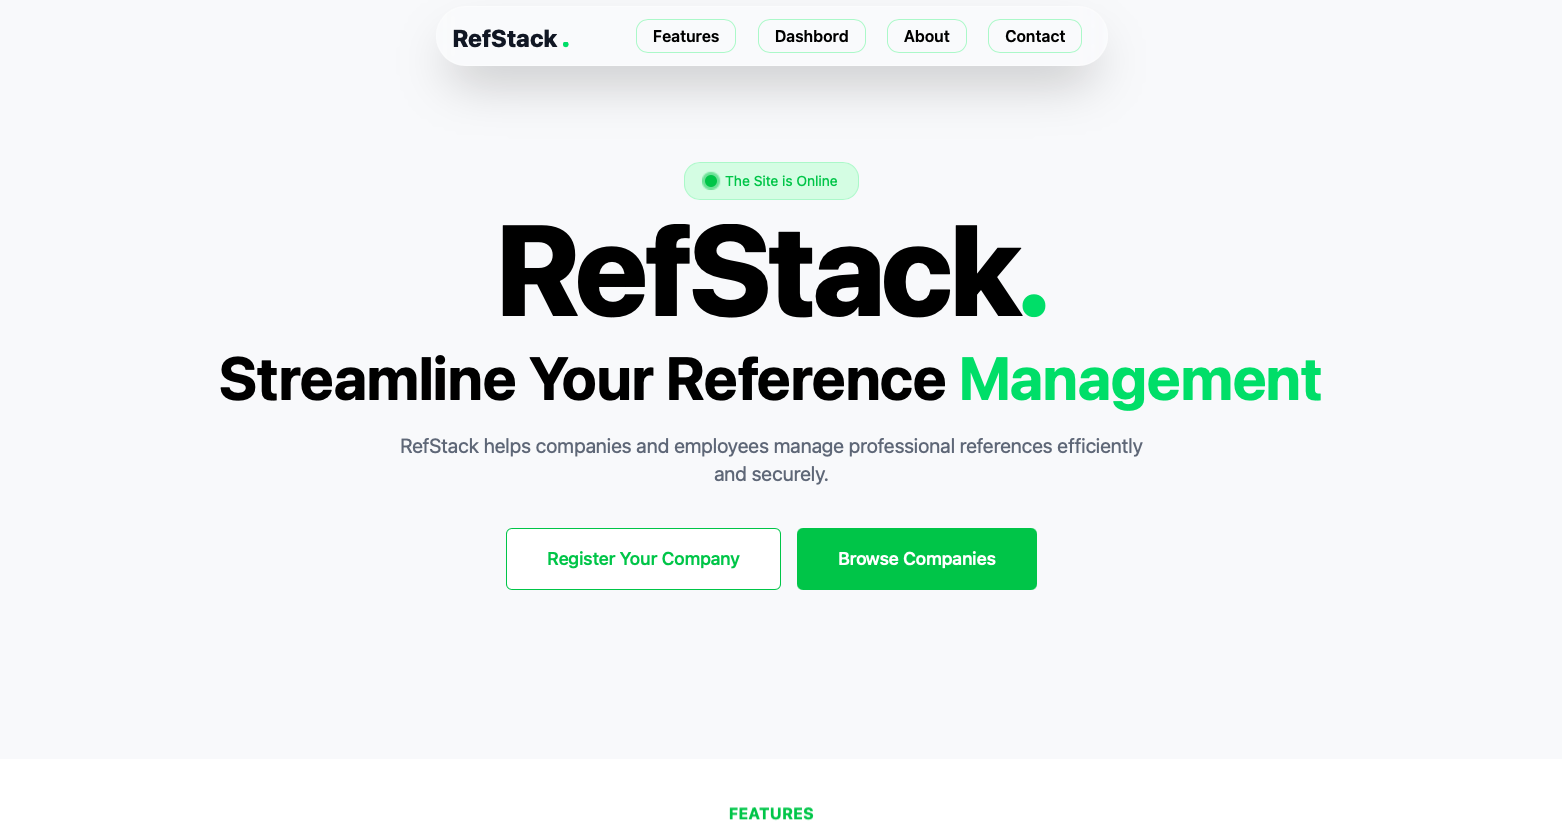 RefStack.
Features
Dashbord
About
Contact
The Site is Online
RefStack.
Streamline Your Reference Management
RefStack helps companies and employees manage professional references efficiently
and securely.
Register Your Company
Browse Companies
FEATURES